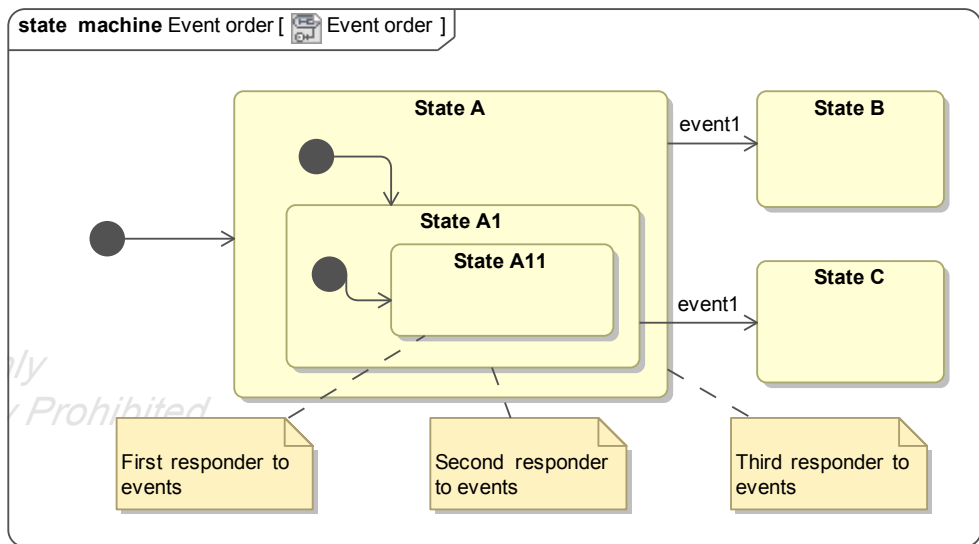 state machine Event order [ Event order ]
State A
event1
State B
State A1
State A11
event1
State C
Prohibited
First responder to
events
Second responder
to events
Third responder to
events